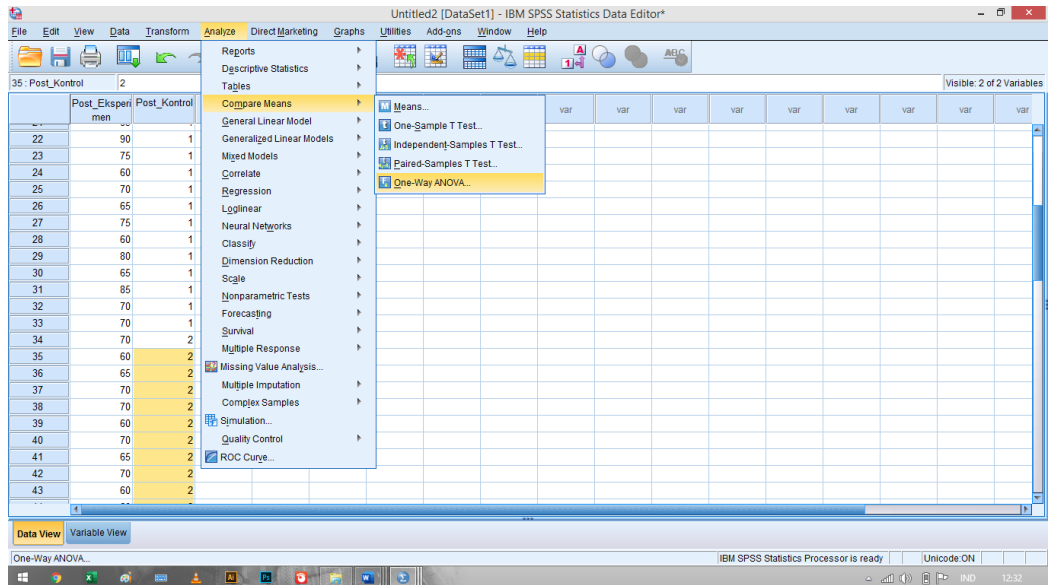 Untitled2 [DataSet1] - IBM SPSS Statistics Data Editor*
File Edit View Data Transform Analyze Direct Marketing Graphs Utilities Add-ons Window Help
35 : Post_Kontrol 2 Visible: 2 of 2 Variables
Post_Eksperimen Post_Kontrol var var var var var var var var var
22 90 1
23 75 1
24 60 1
25 70 1
26 65 1
27 75 1
28 60 1
29 80 1
30 65 1
31 85 1
32 70 1
33 70 1
34 70 2
35 60 2
36 65 2
37 70 2
38 70 2
39 60 2
40 70 2
41 65 2
42 70 2
43 60 2
Reports
Descriptive Statistics
Tables
Compare Means
General Linear Model
Generalized Linear Models
Mixed Models
Correlate
Regression
Loglinear
Neural Networks
Classify
Dimension Reduction
Scale
Nonparametric Tests
Forecasting
Survival
Multiple Response
Missing Value Analysis...
Multiple Imputation
Complex Samples
Simulation...
Quality Control
ROC Curve...
Means...
One-Sample T Test...
Independent-Samples T Test...
Paired-Samples T Test...
One-Way ANOVA...
Data View Variable View
One-Way ANOVA... IBM SPSS Statistics Processor is ready Unicode:ON
IND 12:32